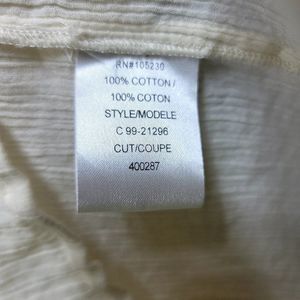 RN#105230
100% COTTON /
100% COTON
STYLE/MODELE
C 99-21296
CUT/COUPE
400287